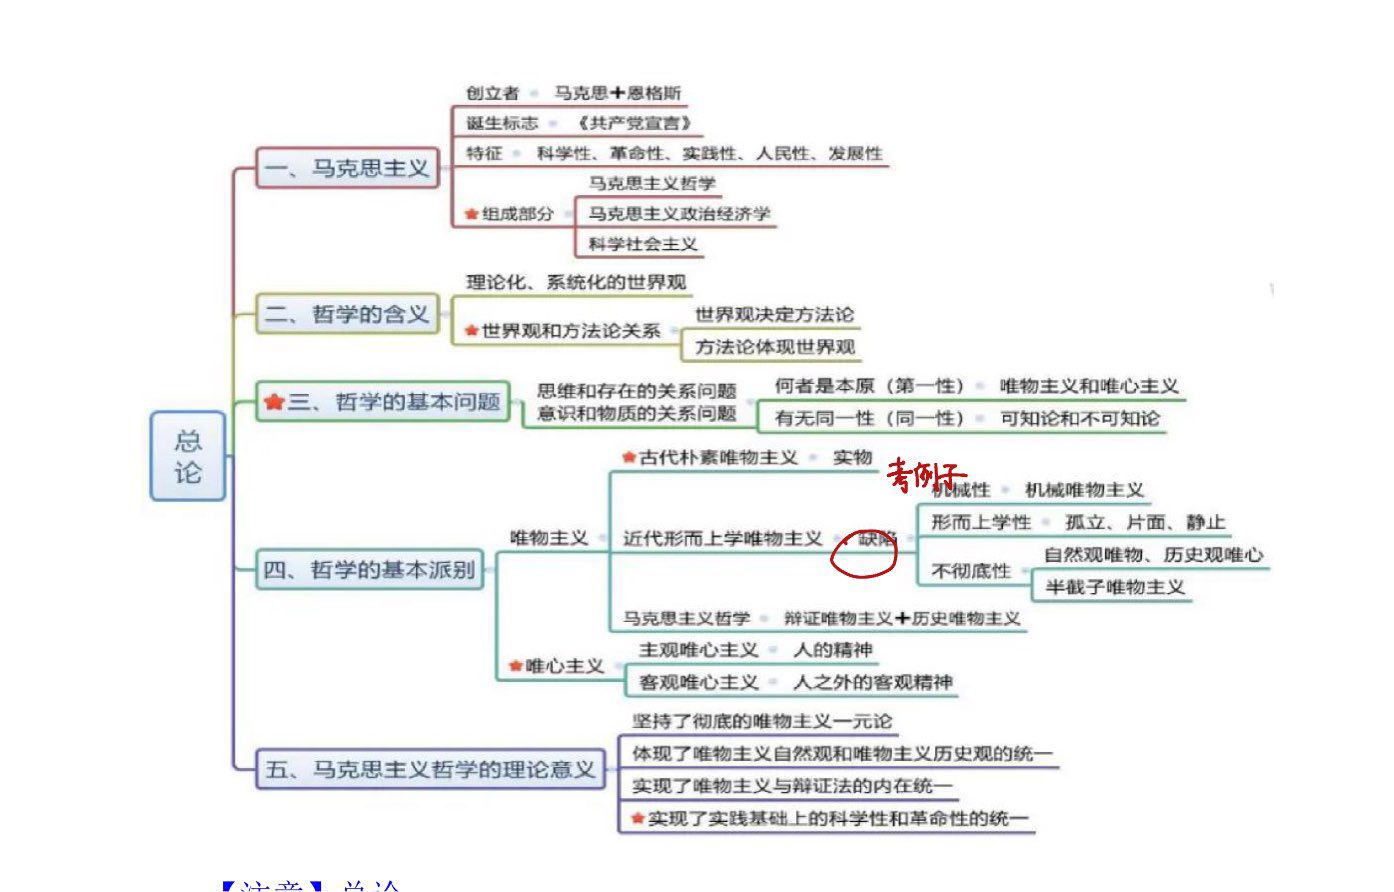 创立者 马克思+恩格斯
诞生标志 《共产党宣言》
特征 科学性、革命性、实践性、人民性、发展性
一、马克思主义
马克思主义哲学
组成部分 马克思主义政治经济学
科学社会主义
理论化、系统化的世界观
二、哲学的含义
世界观决定方法论
世界观和方法论关系
方法论体现世界观
三、哲学的基本问题
思维和存在的关系问题
意识和物质的关系问题
何者是本原（第一性） 唯物主义和唯心主义
有无同一性（同一性） 可知论和不可知论
总
论
古代朴素唯物主义 实物
考例子
机械性 机械唯物主义
形而上学性 孤立、片面、静止
唯物主义 近代形而上学唯物主义 缺陷
自然观唯物、历史观唯心
不彻底性
半截子唯物主义
四、哲学的基本派别
马克思主义哲学 辩证唯物主义+历史唯物主义
主观唯心主义 人的精神
唯心主义
客观唯心主义 人之外的客观精神
坚持了彻底的唯物主义一元论
体现了唯物主义自然观和唯物主义历史观的统一
五、马克思主义哲学的理论意义
实现了唯物主义与辩证法的内在统一
实现了实践基础上的科学性和革命性的统一
【注意】总论